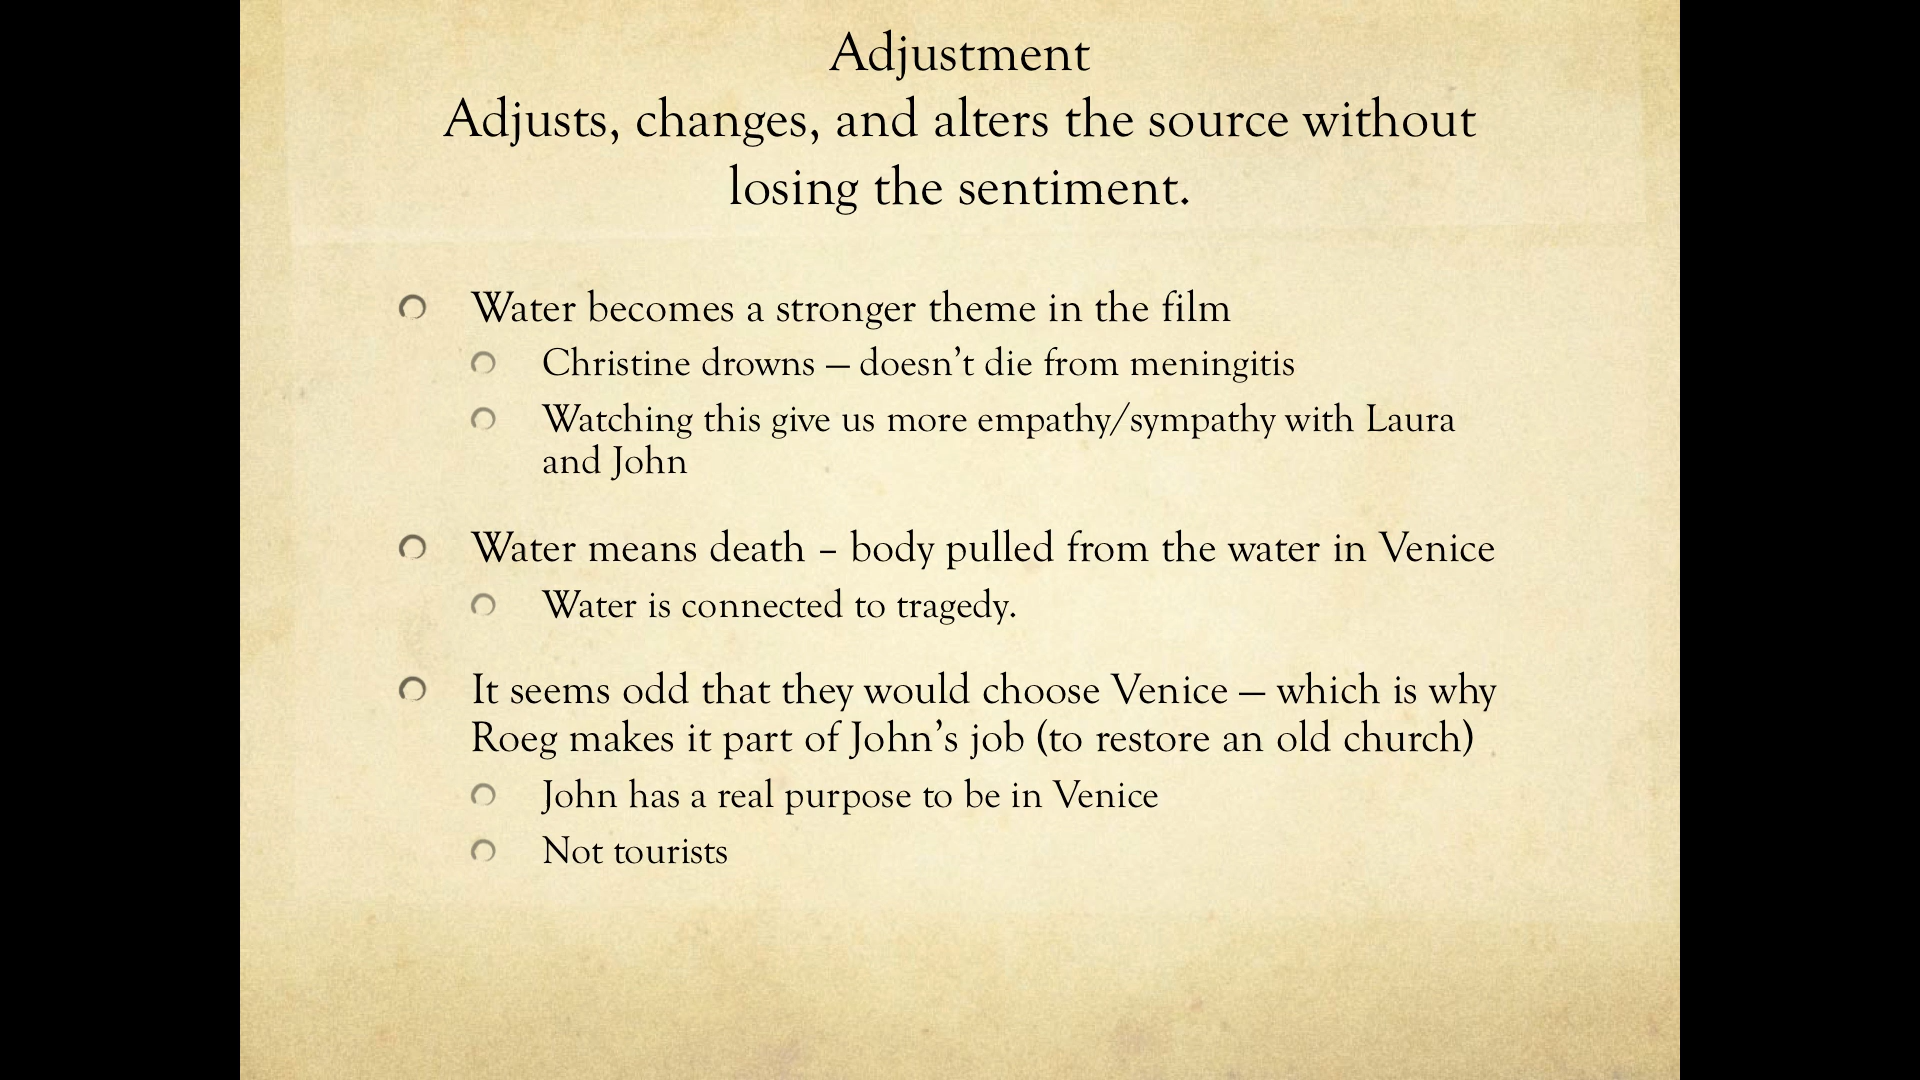 Adjustment
Adjusts, changes, and alters the source without
losing the sentiment.
Water becomes a stronger theme in the film
Christine drowns — doesn’t die from meningitis
Watching this give us more empathy/sympathy with Laura
and John
Water means death – body pulled from the water in Venice
Water is connected to tragedy.
It seems odd that they would choose Venice — which is why
Roeg makes it part of John’s job (to restore an old church)
John has a real purpose to be in Venice
Not tourists